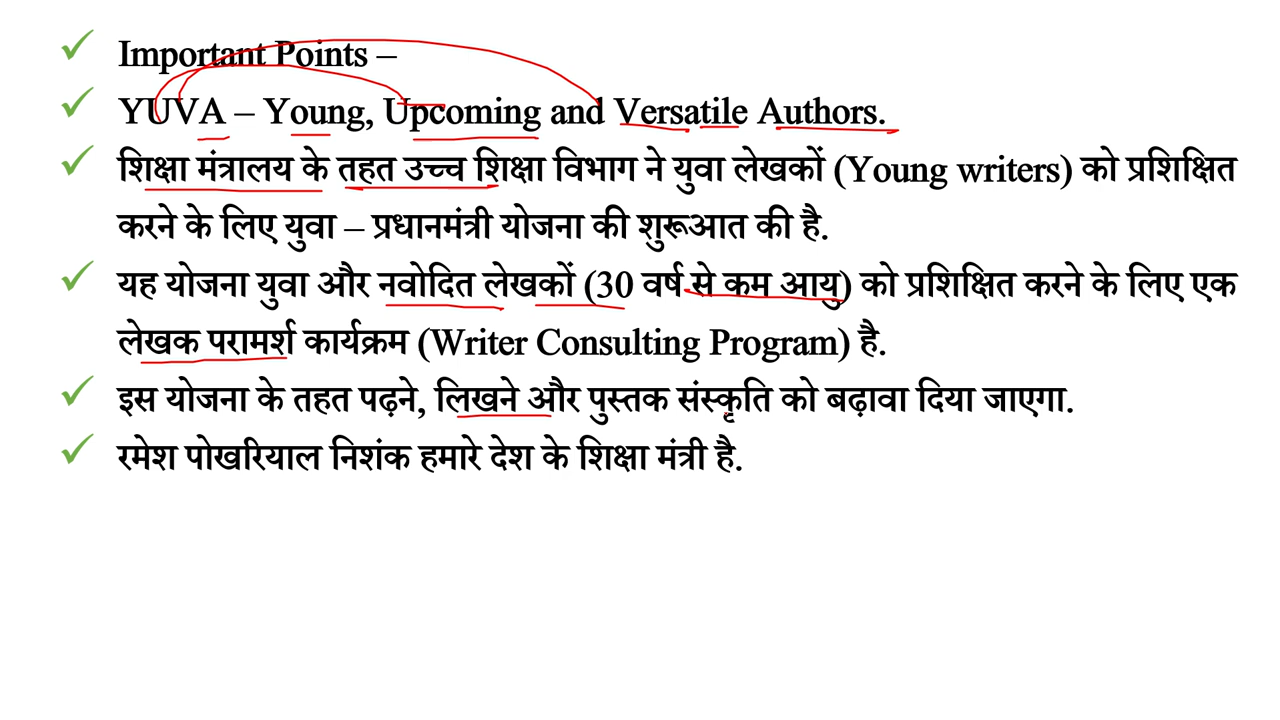 Important Points –
YUVA – Young, Upcoming and Versatile Authors.
शिक्षा मंत्रालय के तहत उच्च शिक्षा विभाग ने युवा लेखकों (Young writers) को प्रशिक्षित
करने के लिए युवा – प्रधानमंत्री योजना की शुरूआत की है.
यह योजना युवा और नवोदित लेखकों (30 वर्ष से कम आयु) को प्रशिक्षित करने के लिए एक
लेखक परामर्श कार्यक्रम (Writer Consulting Program) है.
इस योजना के तहत पढ़ने, लिखने और पुस्तक संस्कृति को बढ़ावा दिया जाएगा.
रमेश पोखरियाल निशंक हमारे देश के शिक्षा मंत्री है.